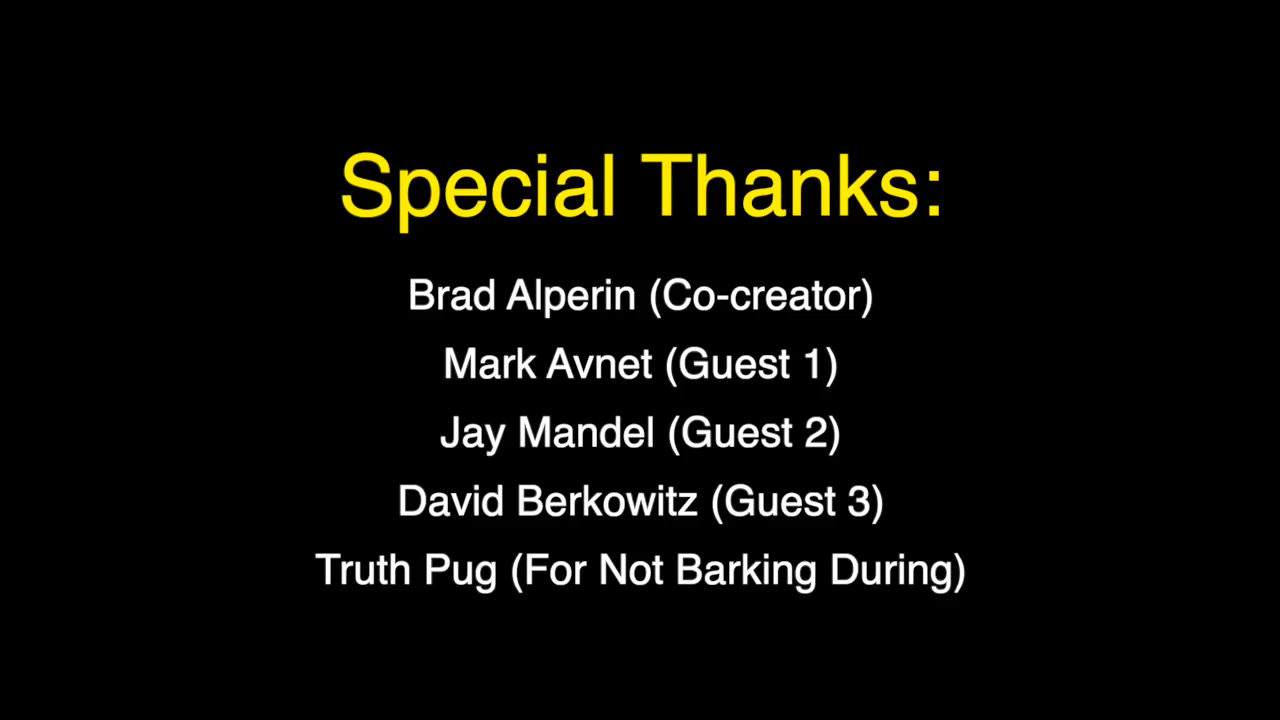 Special Thanks:
Brad Alperin (Co-creator)
Mark Avnet (Guest 1)
Jay Mandel (Guest 2)
David Berkowitz (Guest 3)
Truth Pug (For Not Barking During)